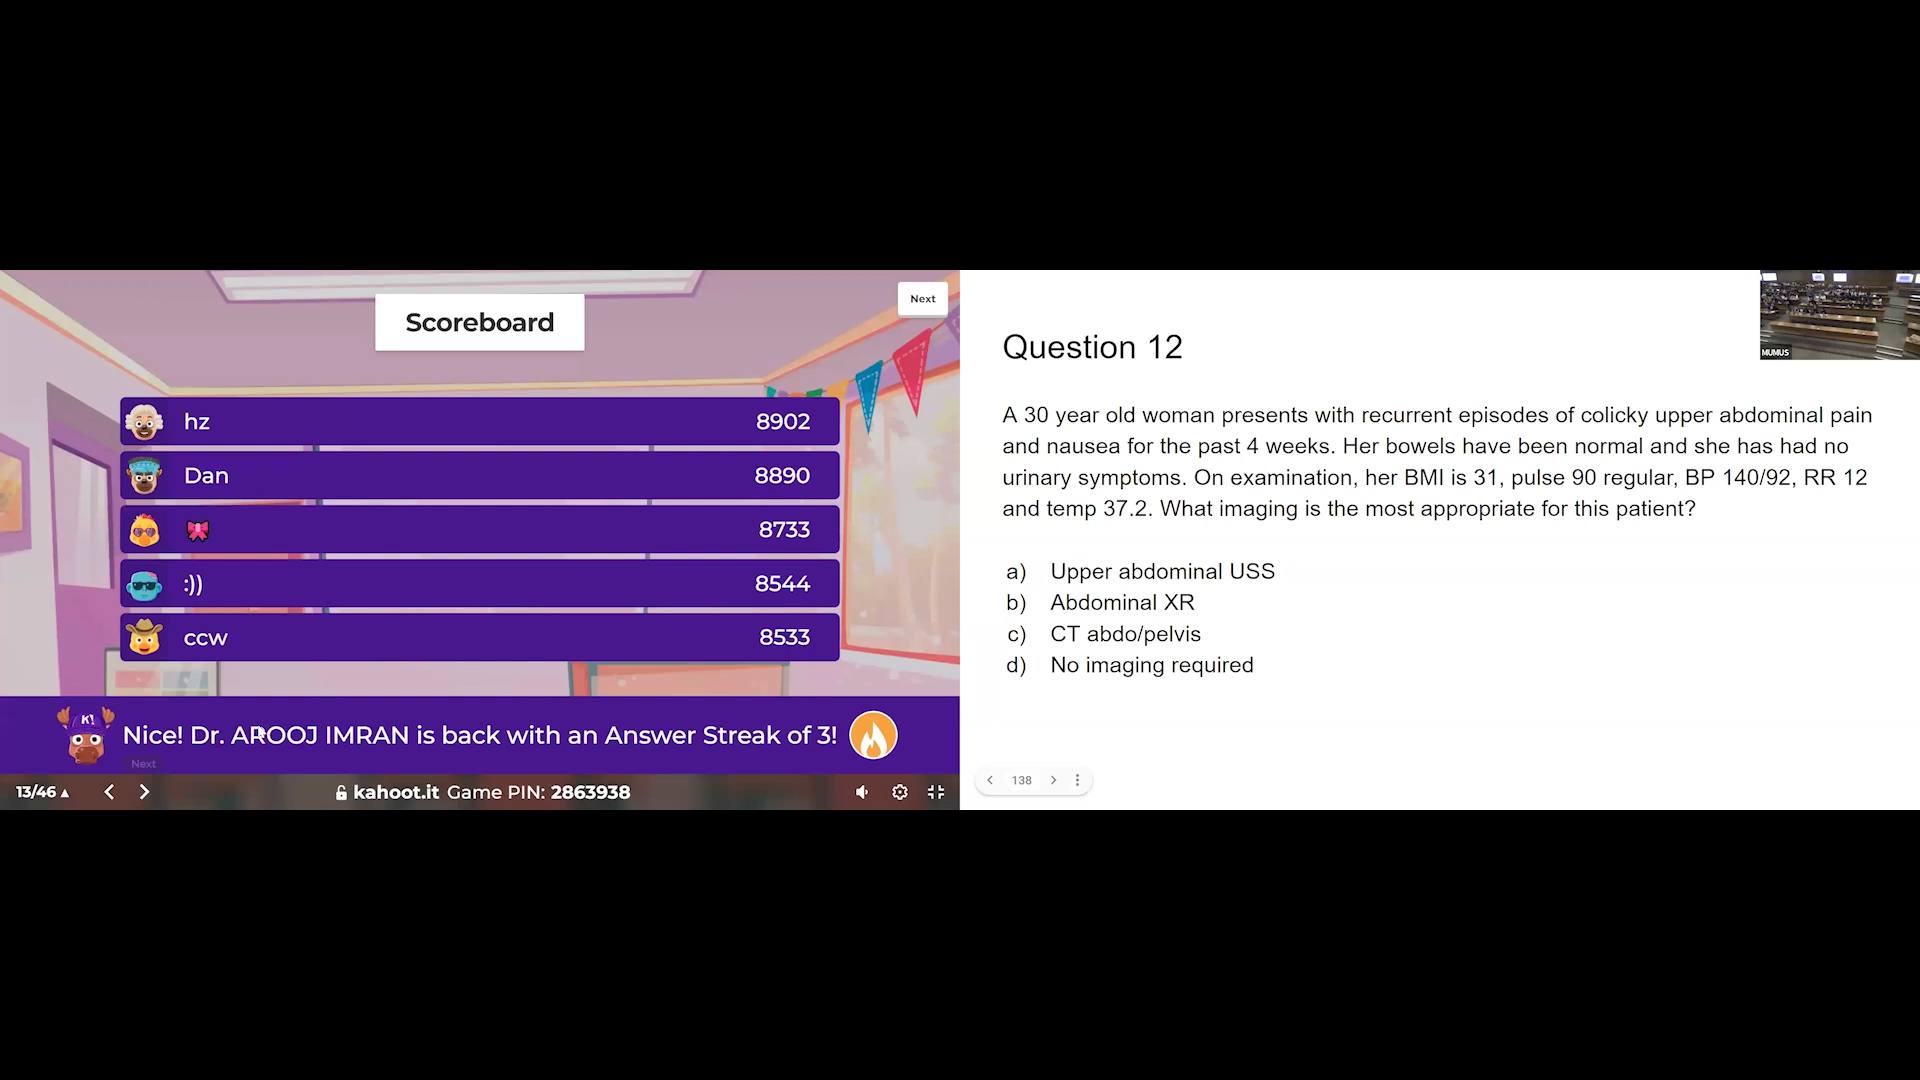 Scoreboard
Next
hz 8902
Dan 8890
8733
:)) 8544
ccw 8533
K!
Nice! Dr. AROOJ IMRAN is back with an Answer Streak of 3!
Next
13/46
kahoot.it Game PIN: 2863938
MUMUS
Question 12
A 30 year old woman presents with recurrent episodes of colicky upper abdominal pain
and nausea for the past 4 weeks. Her bowels have been normal and she has had no
urinary symptoms. On examination, her BMI is 31, pulse 90 regular, BP 140/92, RR 12
and temp 37.2. What imaging is the most appropriate for this patient?
a) Upper abdominal USS
b) Abdominal XR
c) CT abdo/pelvis
d) No imaging required
138